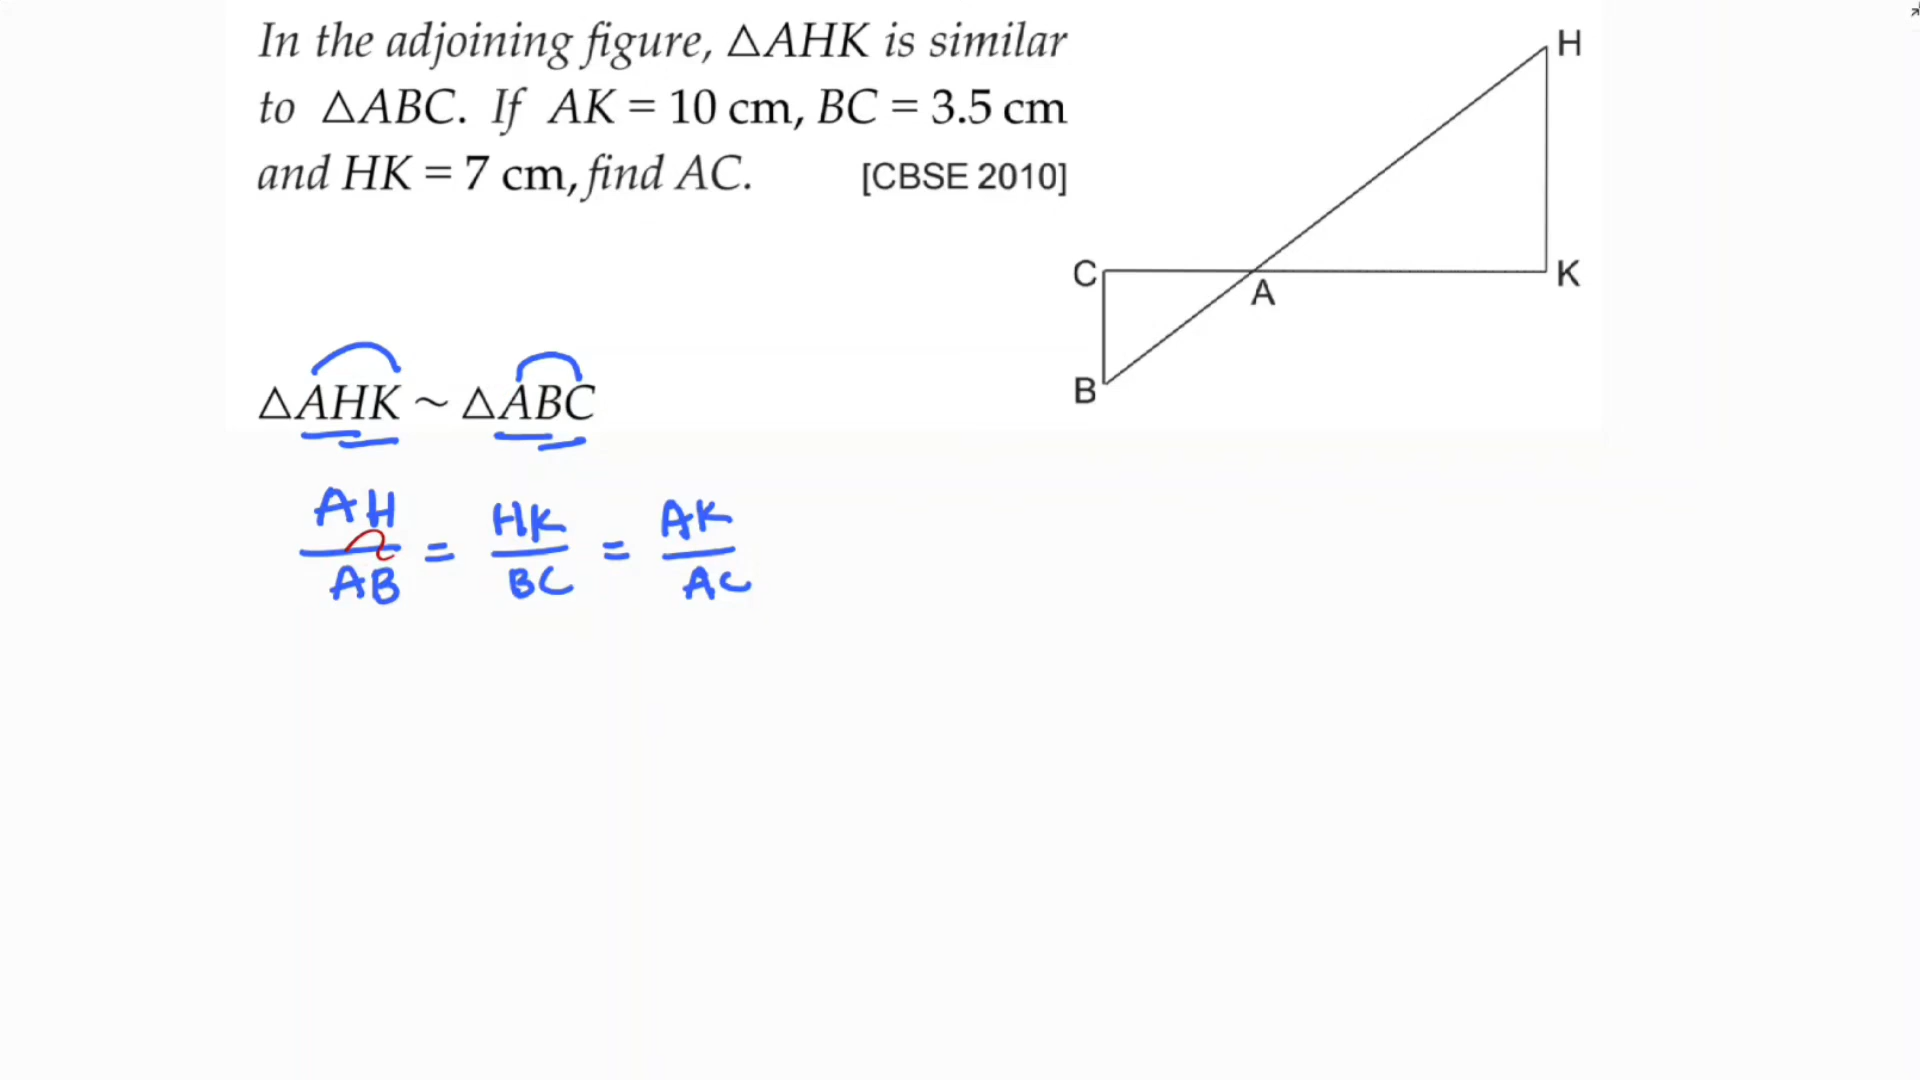 In the adjoining figure, △AHK is similar
to △ABC. If AK = 10 cm, BC = 3.5 cm
and HK = 7 cm, find AC. [CBSE 2010]
H
C
A
K
B
△AHK ~ △ABC
AH/AB = HK/BC = AK/AC